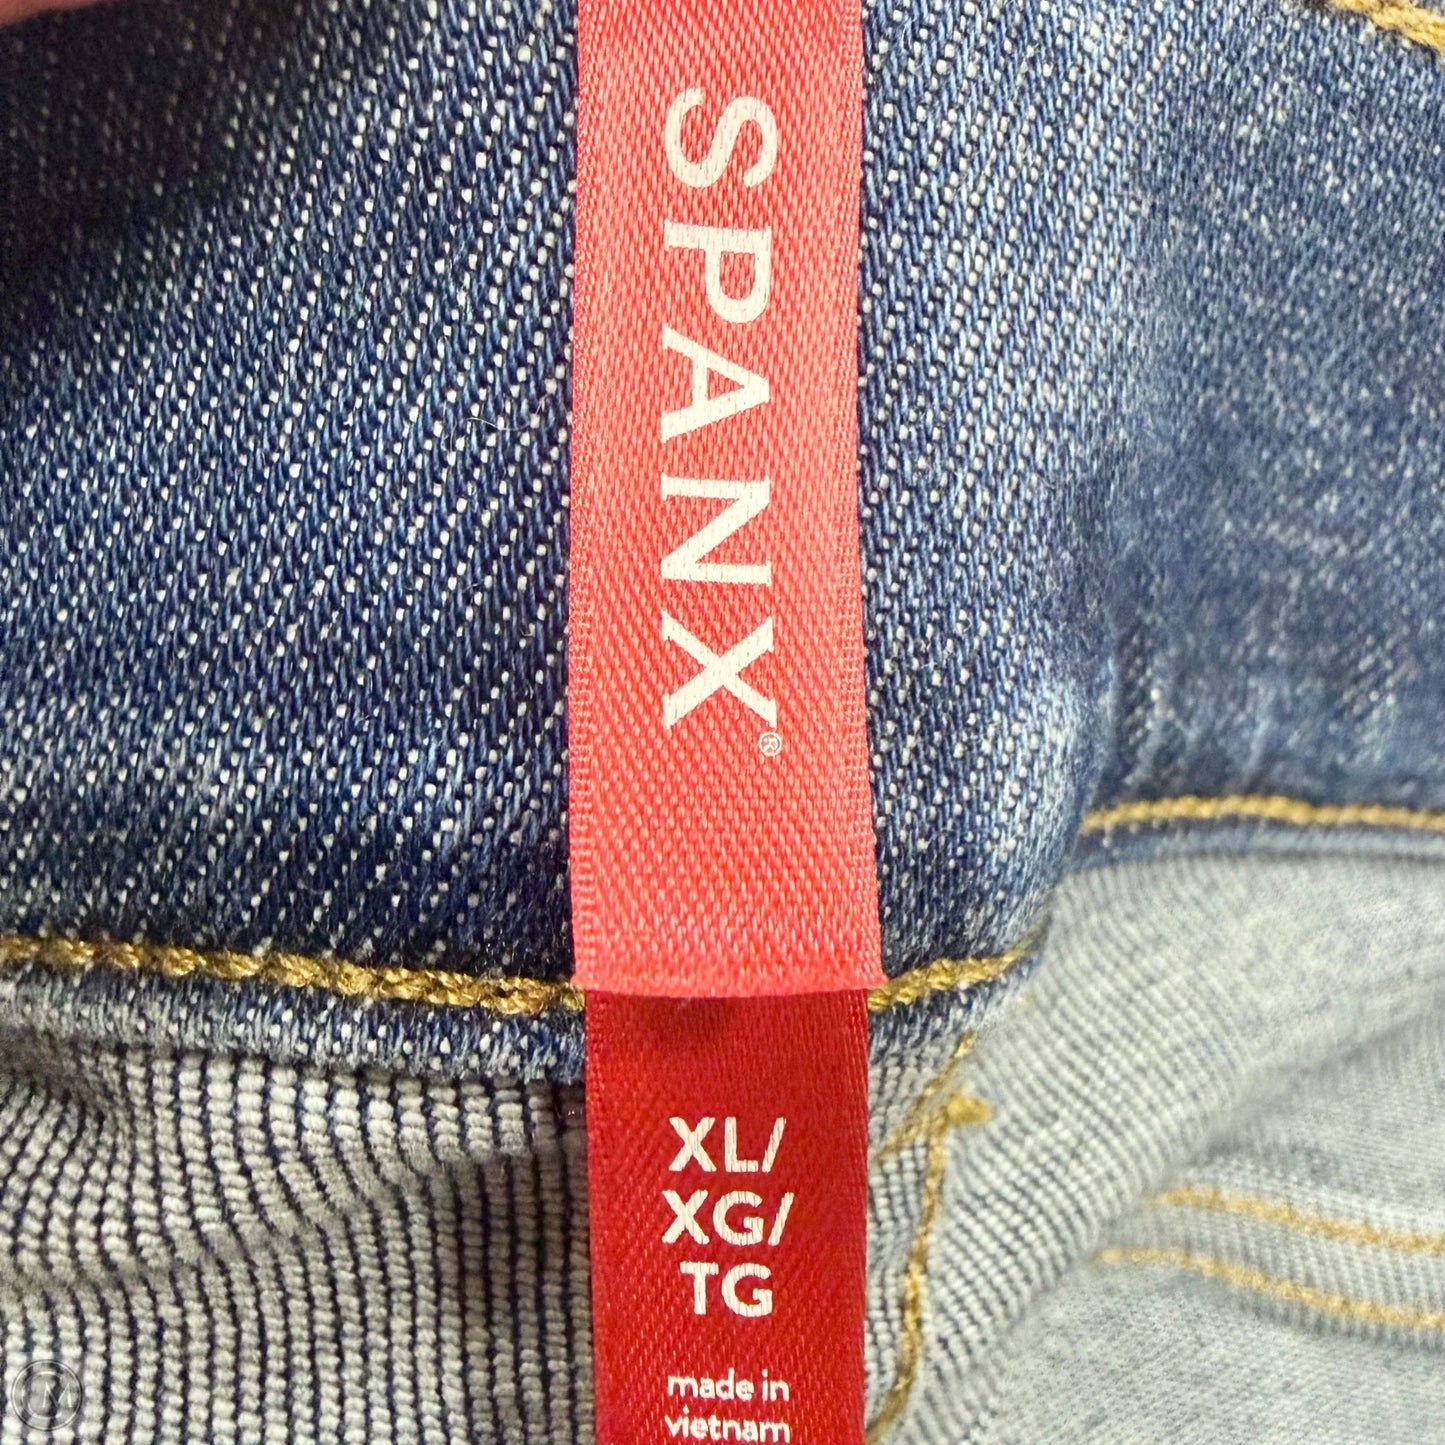 SPANX®
XL/
XG/
TG
made in
vietnam